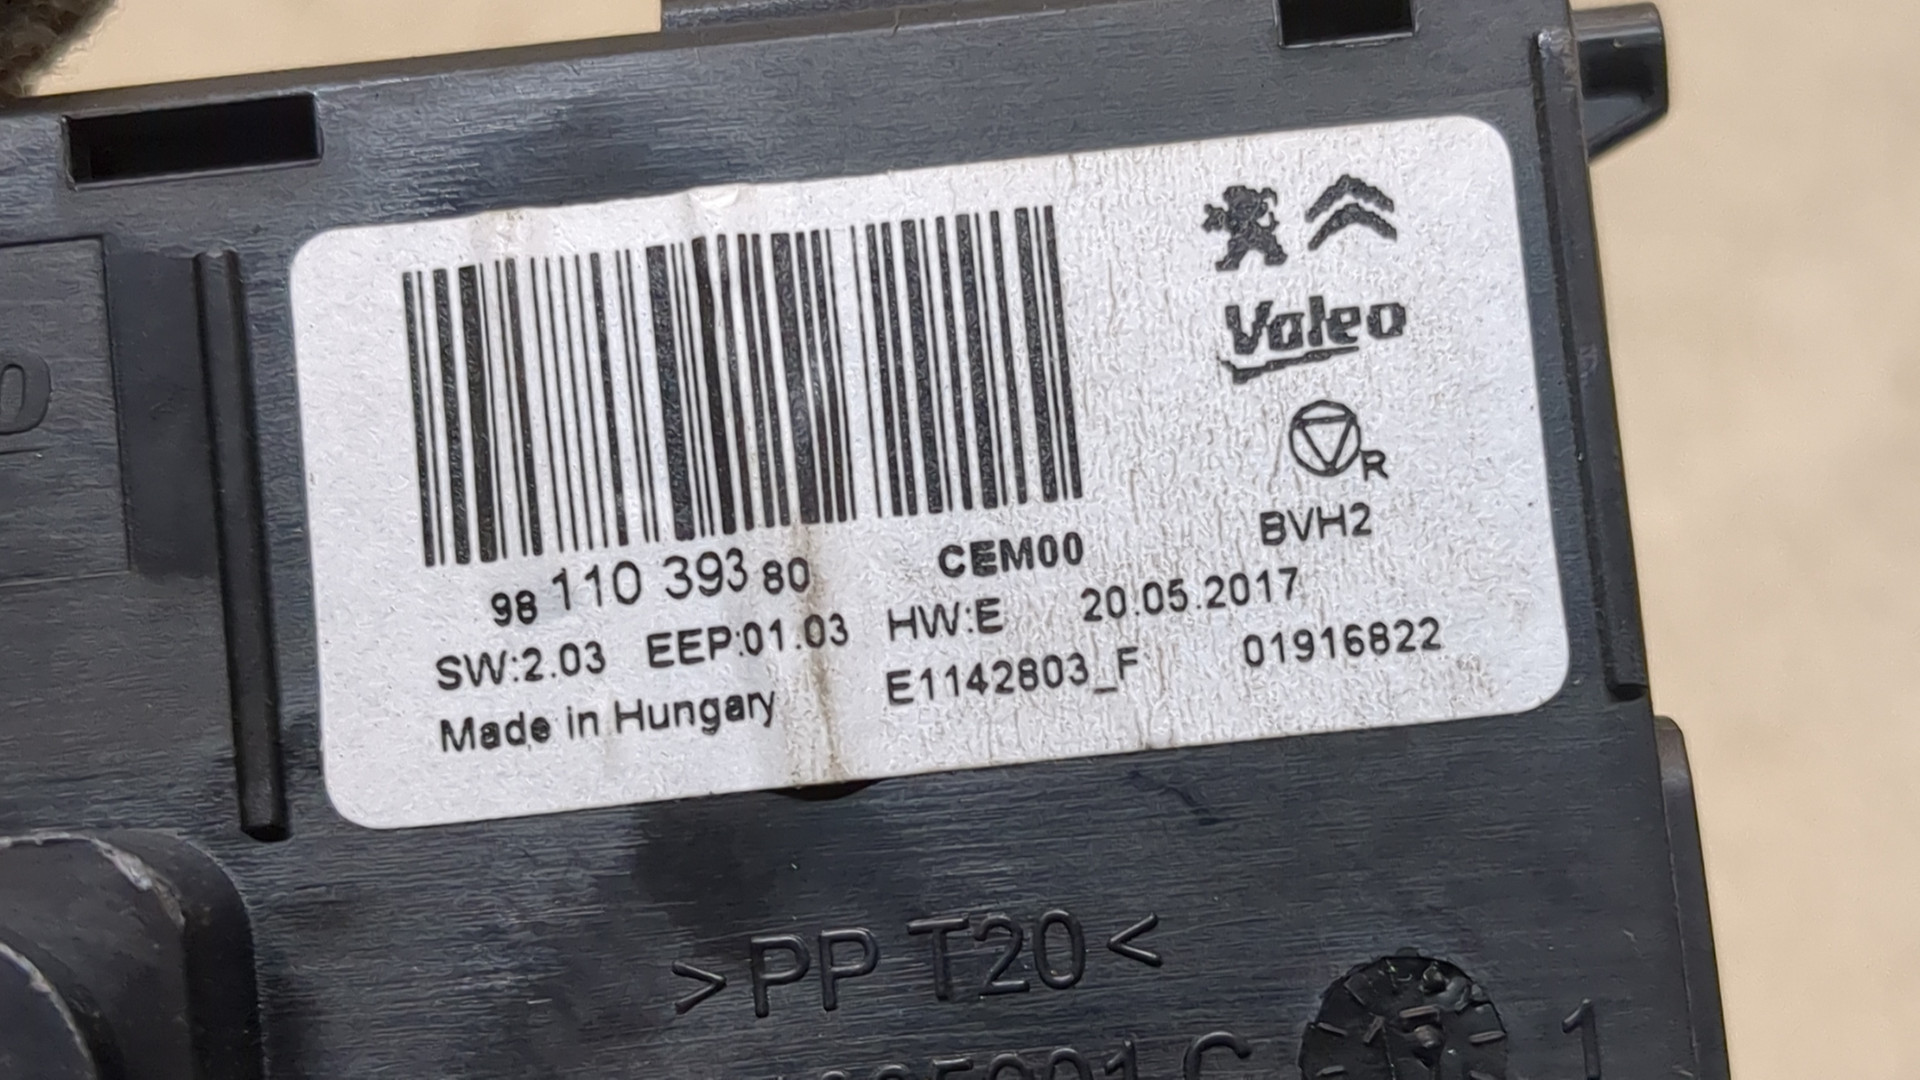 Valeo
R
BVH2
98 110 393 80 CEM00
SW:2.03 EEP:01.03 HW:E 20.05.2017
Made in Hungary E1142803_F 01916822
>PP T20<
1